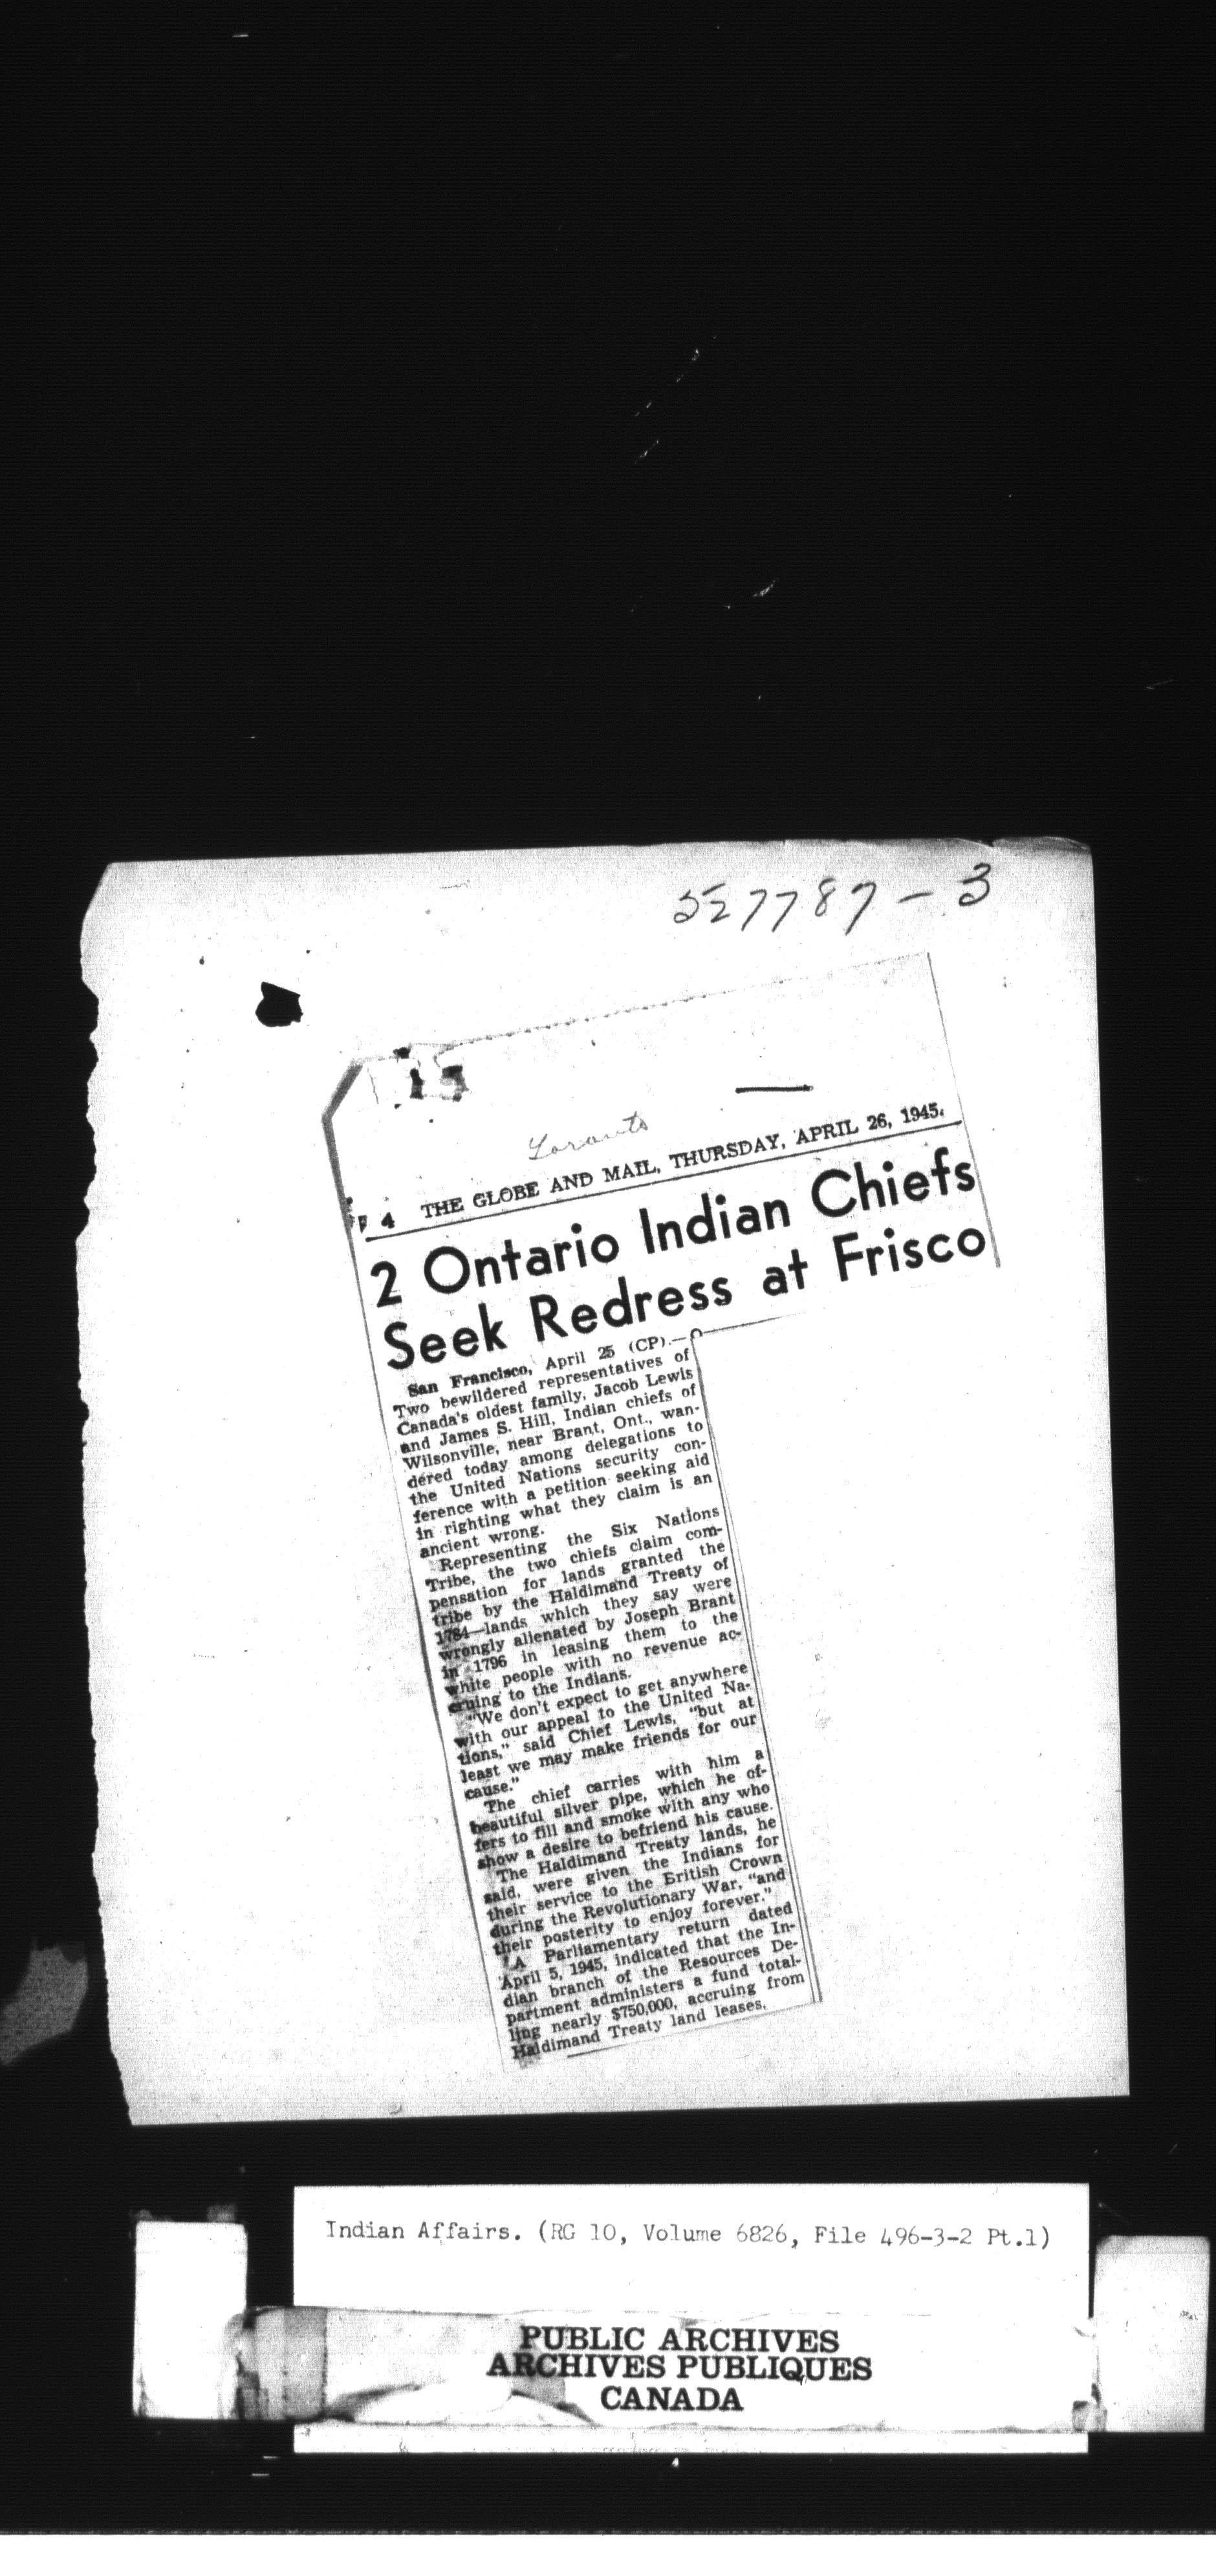 527787-3
Toronto
4 THE GLOBE AND MAIL, THURSDAY, APRIL 26, 1945.
2 Ontario Indian Chiefs
Seek Redress at Frisco
San Francisco, April 25 (CP).—
Two bewildered representatives of
Canada's oldest family, Jacob Lewis
and James S. Hill, Indian chiefs of
Wilsonville, near Brant, Ont., wan-
dered today among delegations to
the United Nations security con-
ference with a petition seeking aid
in righting what they claim is an
ancient wrong.
Representing the Six Nations
Tribe, the two chiefs claim com-
pensation for lands granted the
tribe by the Haldimand Treaty of
1784—lands which they say were
wrongly alienated by Joseph Brant
in 1796 in leasing them to the
white people with no revenue ac-
cruing to the Indians.
"We don't expect to get anywhere
with our appeal to the United Na-
tions," said Chief Lewis, "but at
least we may make friends for our
cause."
The chief carries with him a
beautiful silver pipe, which he of-
fers to fill and smoke with any who
show a desire to befriend his cause.
The Haldimand Treaty lands, he
said, were given the Indians for
their service to the British Crown
during the Revolutionary War, "and
their posterity to enjoy forever."
A Parliamentary return dated
April 5, 1945, indicated that the In-
dian branch of the Resources De-
partment administers a fund total-
ling nearly $750,000, accruing from
Haldimand Treaty land leases.
Indian Affairs. (RG 10, Volume 6826, File 496-3-2 Pt.1)
PUBLIC ARCHIVES
ARCHIVES PUBLIQUES
CANADA